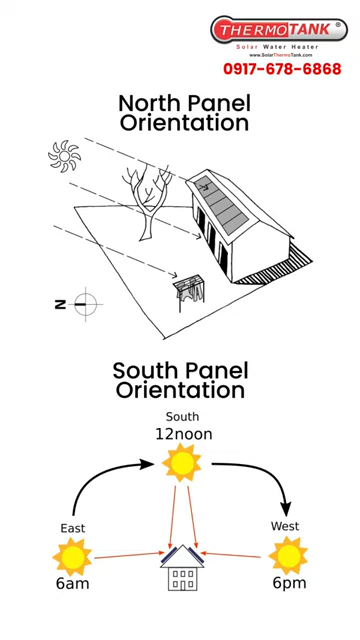 THERMOTANK ®
Solar Water Heater
www.SolarThermoTank.com
0917-678-6868
North Panel
Orientation
N
South Panel
Orientation
South
12noon
East
West
6am
6pm